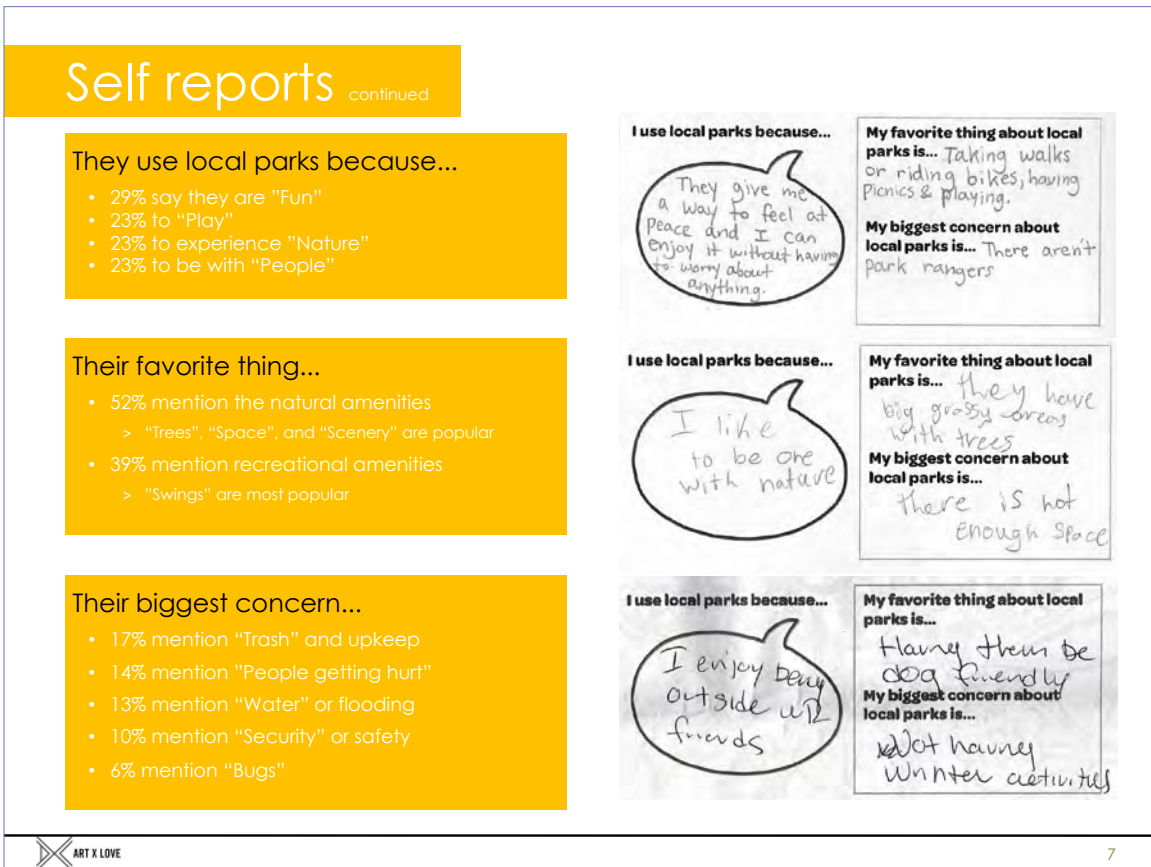 Self reports continued
They use local parks because...
• 29% say they are ”Fun”
• 23% to “Play”
• 23% to experience ”Nature”
• 23% to be with “People”
Their favorite thing...
• 52% mention the natural amenities
> “Trees”, “Space”, and “Scenery” are popular
• 39% mention recreational amenities
> ”Swings” are most popular
Their biggest concern...
• 17% mention “Trash” and upkeep
• 14% mention ”People getting hurt”
• 13% mention “Water” or flooding
• 10% mention “Security” or safety
• 6% mention “Bugs”
I use local parks because...
They give me
a way to feel at
peace and I can
enjoy it without having
to worry about
anything.
My favorite thing about local
parks is... Taking walks
or riding bikes, having
Picnics & playing.
My biggest concern about
local parks is... There aren't
park rangers
I use local parks because...
I like
to be one
with nature
My favorite thing about local
parks is... they have
big grassy areas
with trees
My biggest concern about
local parks is...
there is not
enough space
I use local parks because...
I enjoy being
outside w/
friends
My favorite thing about local
parks is...
Having them be
dog friendly
My biggest concern about
local parks is...
Not having
winter activities
ART X LOVE
7